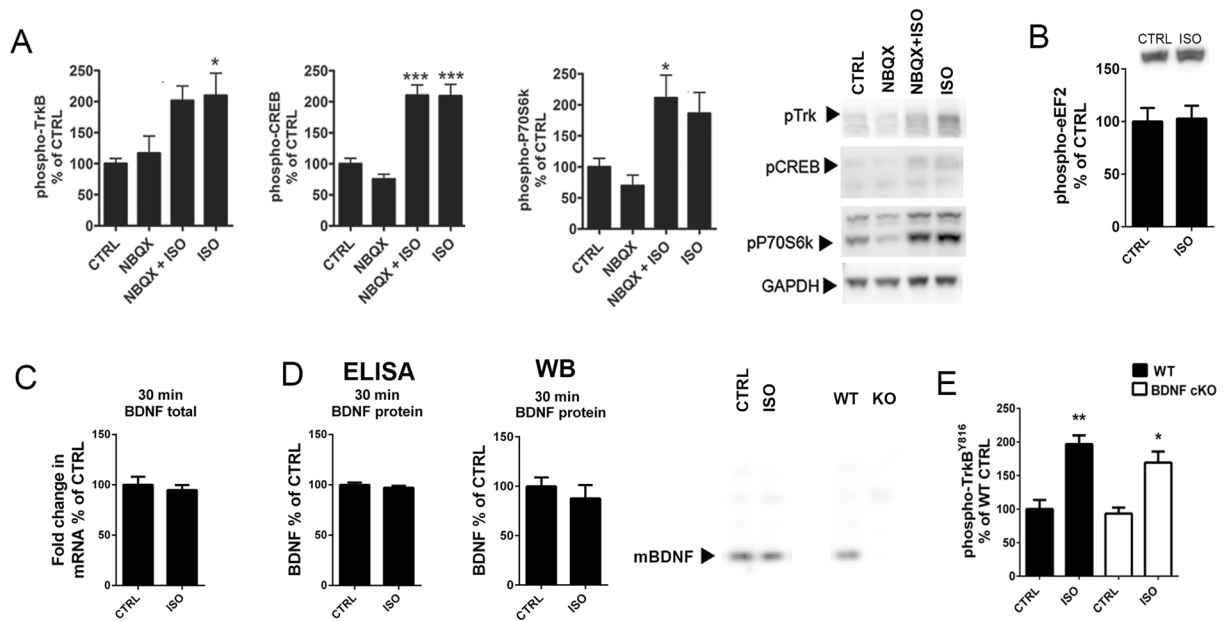 A
phospho-TrkB
% of CTRL
250
200
150
100
50
0
*
CTRL
NBQX
NBQX + ISO
ISO
phospho-CREB
% of CTRL
250
200
150
100
50
0
***
***
CTRL
NBQX
NBQX + ISO
ISO
phospho-P70S6k
% of CTRL
250
200
150
100
50
0
*
CTRL
NBQX
NBQX + ISO
ISO
CTRL
NBQX
NBQX+ISO
ISO
pTrk
pCREB
pP70S6k
GAPDH
B
CTRL ISO
phospho-eEF2
% of CTRL
150
100
50
0
CTRL
ISO
C
30 min
BDNF total
Fold change in
mRNA % of CTRL
150
100
50
0
CTRL
ISO
D
ELISA
30 min
BDNF protein
BDNF % of CTRL
150
100
50
0
CTRL
ISO
WB
30 min
BDNF protein
BDNF % of CTRL
150
100
50
0
CTRL
ISO
CTRL
ISO
WT KO
mBDNF
E
WT
BDNF cKO
phospho-TrkB^Y816
% of WT CTRL
250
200
150
100
50
0
**
*
CTRL
ISO
CTRL
ISO